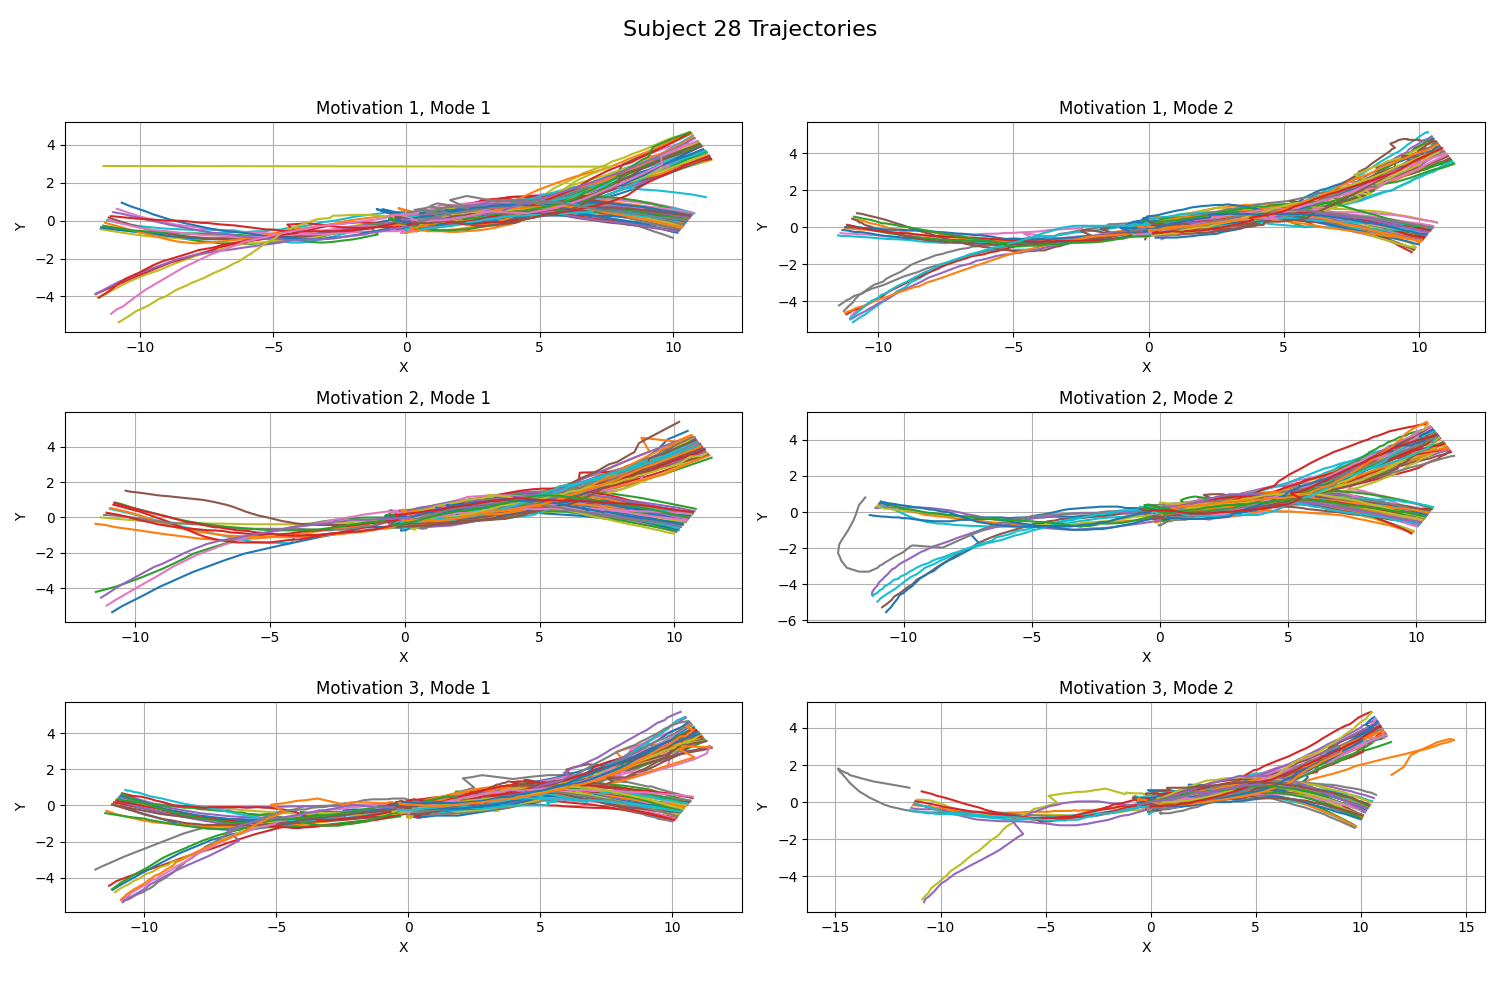 Subject 28 Trajectories
Motivation 1, Mode 1
Y
4
2
0
−2
−4
−10 −5 0 5 10
X
Motivation 1, Mode 2
Y
4
2
0
−2
−4
−10 −5 0 5 10
X
Motivation 2, Mode 1
Y
4
2
0
−2
−4
−10 −5 0 5 10
X
Motivation 2, Mode 2
Y
4
2
0
−2
−4
−6
−10 −5 0 5 10
X
Motivation 3, Mode 1
Y
4
2
0
−2
−4
−10 −5 0 5 10
X
Motivation 3, Mode 2
Y
4
2
0
−2
−4
−15 −10 −5 0 5 10 15
X